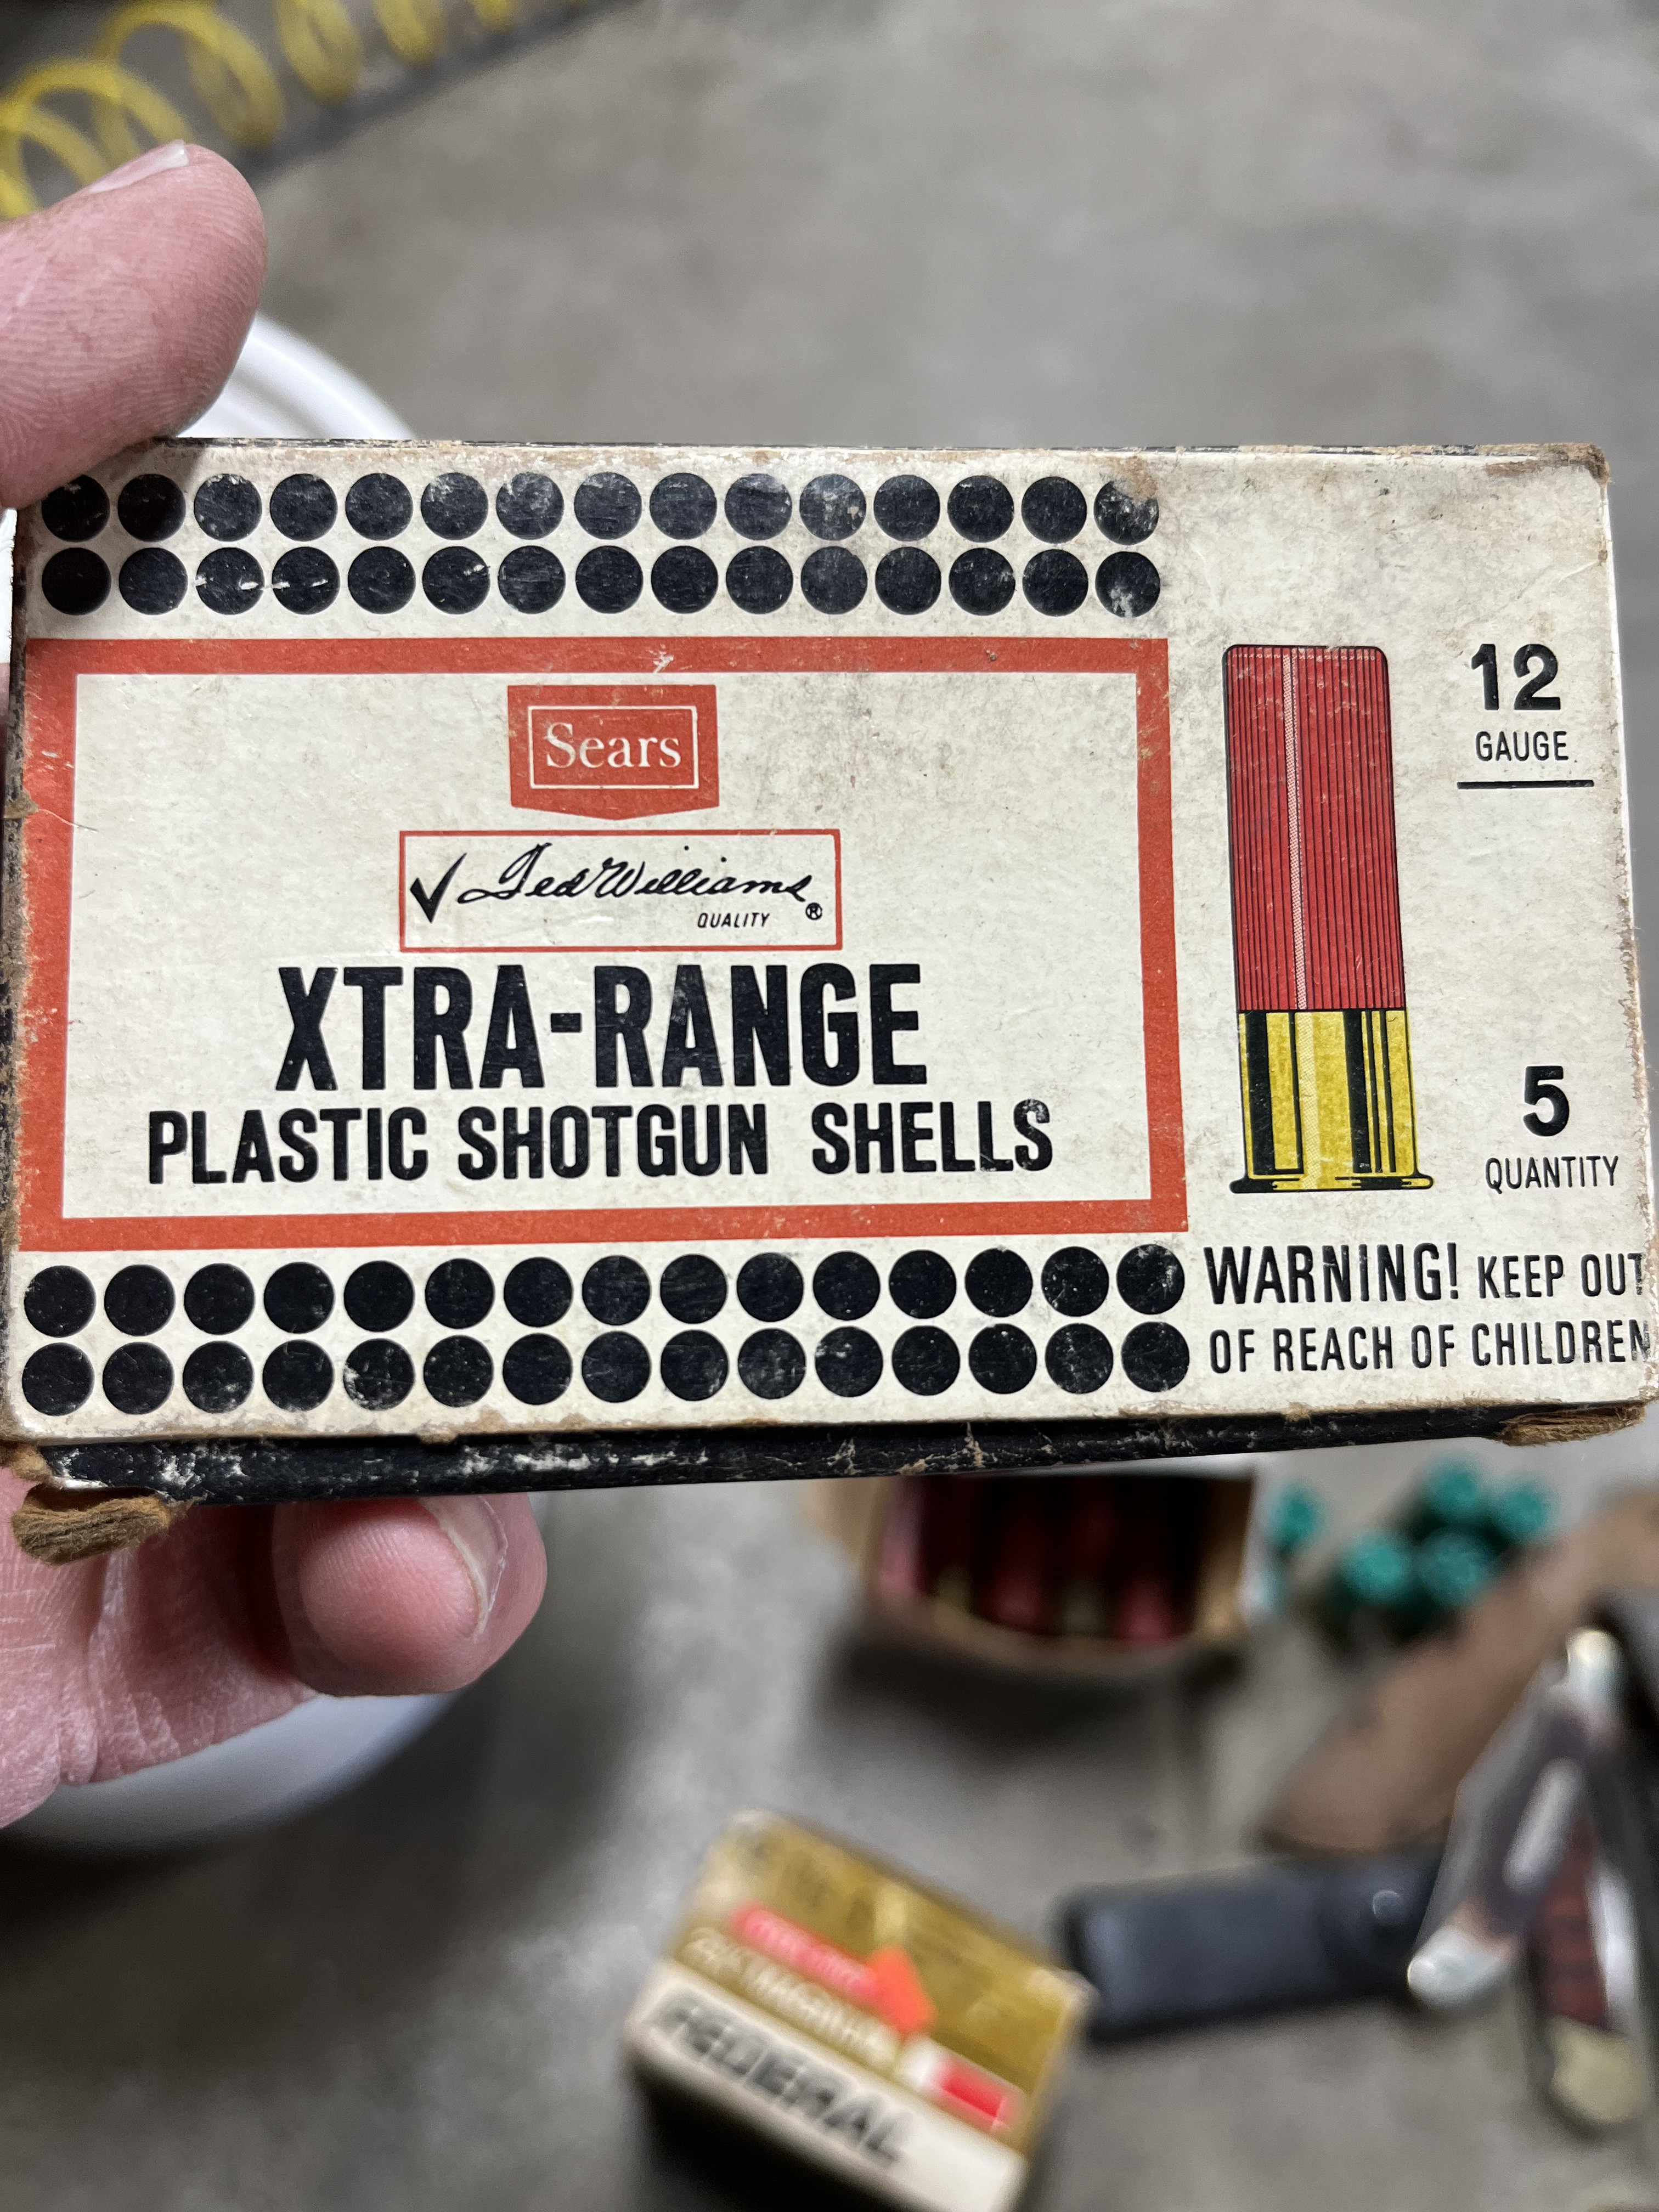 Sears
Ted Williams
QUALITY ®
XTRA-RANGE
PLASTIC SHOTGUN SHELLS
12
GAUGE
5
QUANTITY
WARNING! KEEP OUT
OF REACH OF CHILDREN
FEDERAL